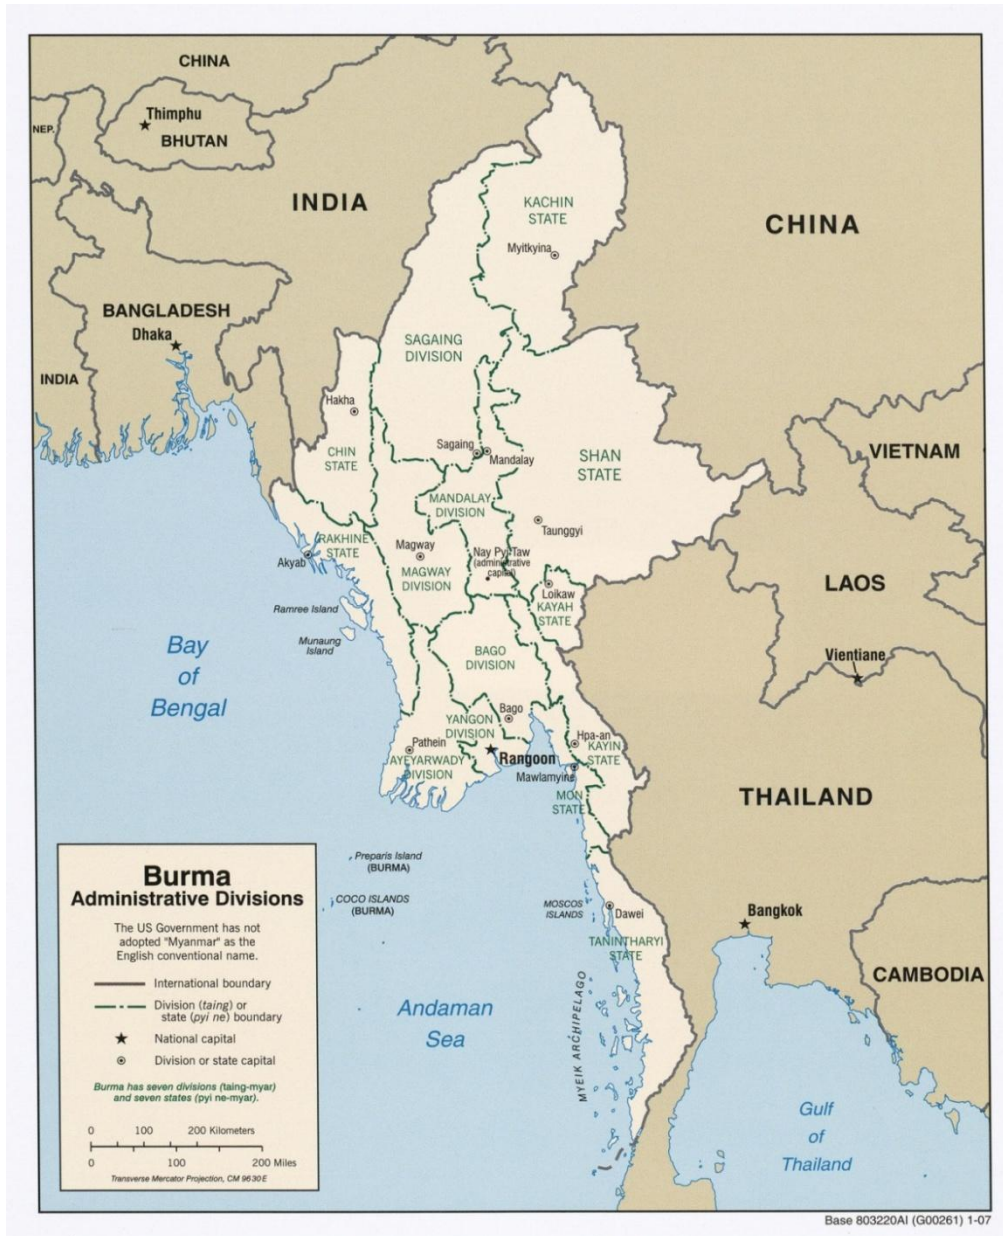 CHINA
Thimphu
NEP.
BHUTAN
INDIA
KACHIN
STATE
CHINA
Myitkyina
BANGLADESH
Dhaka
SAGAING
DIVISION
INDIA
Hakha
Sagaing
Mandalay
CHIN
STATE
SHAN
STATE
VIETNAM
MANDALAY
DIVISION
Taunggyi
RAKHINE
STATE
Akyab
Magway
MAGWAY
DIVISION
Nay Pyi Taw
(administrative
capital)
Loikaw
KAYAH
STATE
LAOS
Ramree Island
Munaung
Island
Bay
of
Bengal
BAGO
DIVISION
Vientiane
Bago
YANGON
DIVISION
Pathein
AYEYARWADY
DIVISION
Rangoon
Hpa-an
KAYIN
STATE
Mawlamyine
MON
STATE
THAILAND
Preparis Island
(BURMA)
COCO ISLANDS
(BURMA)
MOSCOS
ISLANDS
Dawei
Bangkok
TANINTHARYI
STATE
CAMBODIA
Andaman
Sea
MYEIK ARCHIPELAGO
Gulf
of
Thailand
Burma
Administrative Divisions
The US Government has not
adopted "Myanmar" as the
English conventional name.
International boundary
Division (taing) or
state (pyi ne) boundary
National capital
Division or state capital
Burma has seven divisions (taing-myar)
and seven states (pyi ne-myar).
0 100 200 Kilometers
0 100 200 Miles
Transverse Mercator Projection, CM 96 30 E
Base 803220AI (G00261) 1-07